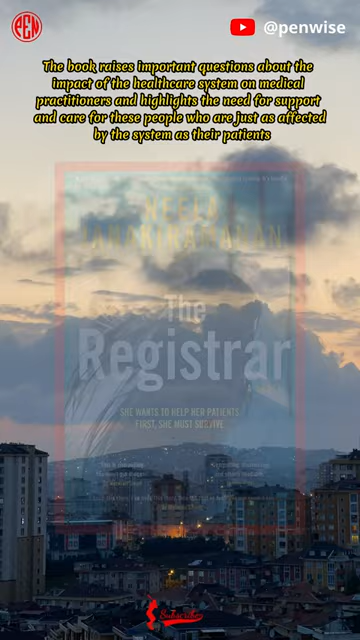 PEN
@penwise
The book raises important questions about the
impact of the healthcare system on medical
practitioners and highlights the need for support
and care for these people who are just as affected
by the system as their patients
NEELA
JANAKIRAMANAN
The
Registrar
SHE WANTS TO HELP HER PATIENTS
FIRST, SHE MUST SURVIVE.
Subscribe